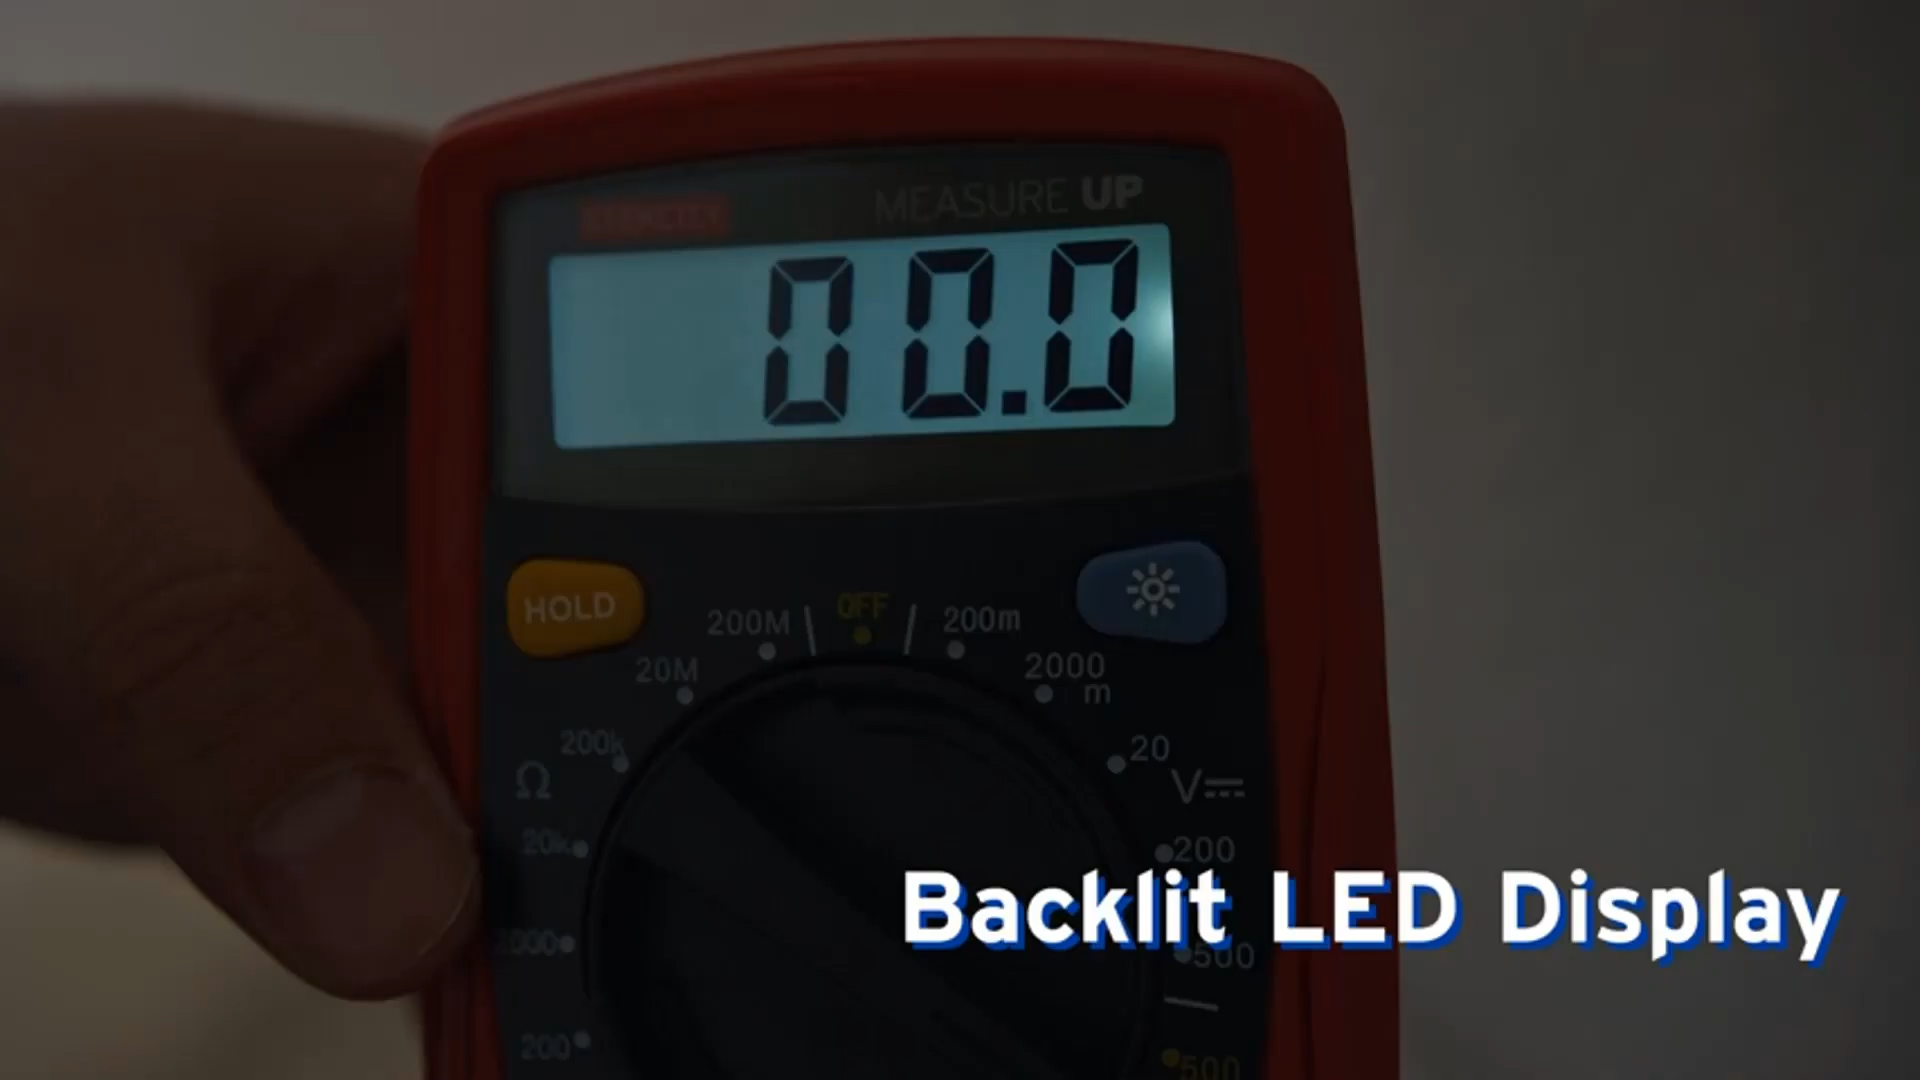 MEASURE UP
00.0
HOLD
OFF
200M
200m
20M
2000
m
200k
20
Ω
V
20k
200
Backlit LED Display
500
200
500